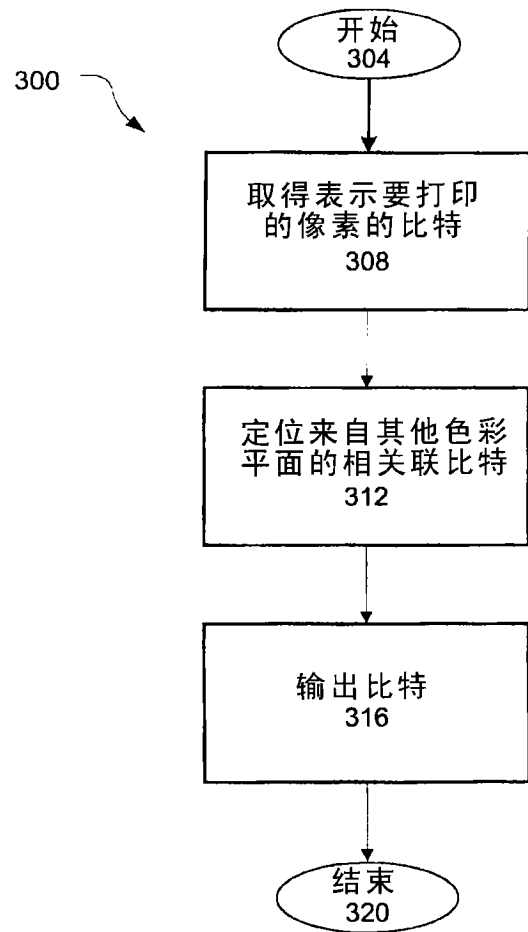 开始
304
300
取得表示要打印
的像素的比特
308
定位来自其他色彩
平面的相关联比特
312
输出比特
316
结束
320